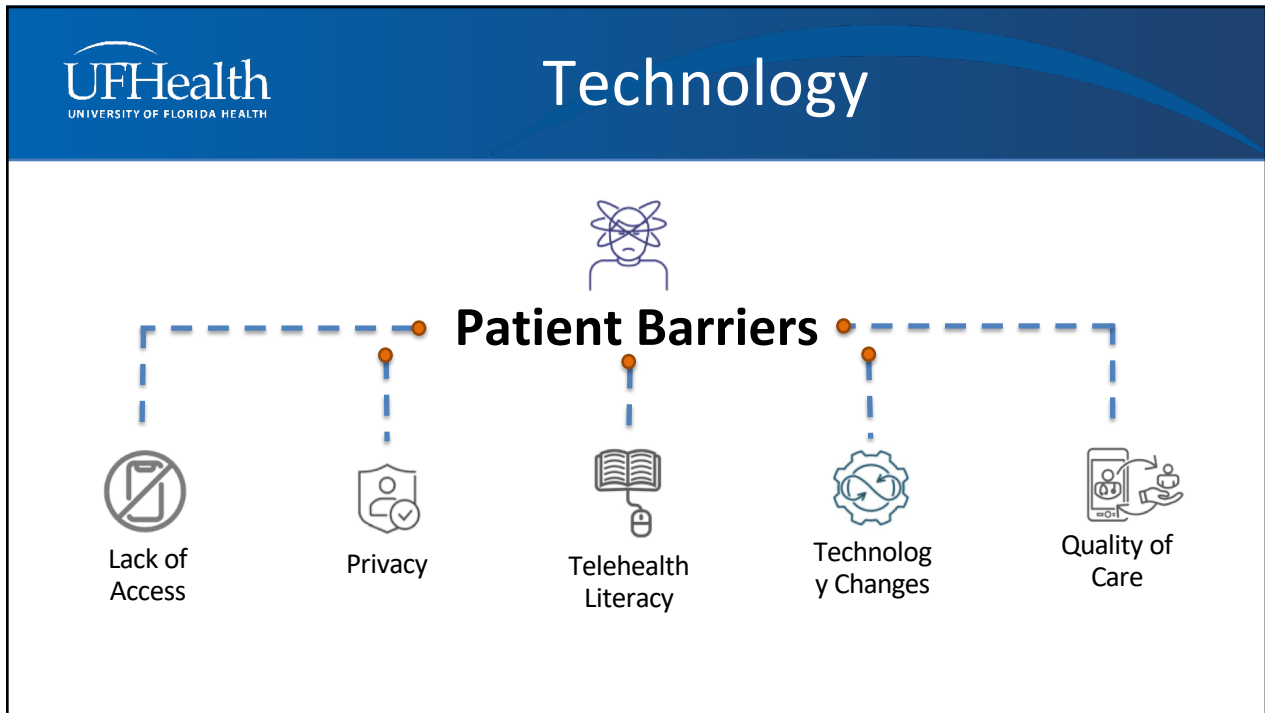 UFHealth
UNIVERSITY OF FLORIDA HEALTH
Technology
Patient Barriers
Lack of
Access
Privacy
Telehealth
Literacy
Technolog
y Changes
Quality of
Care